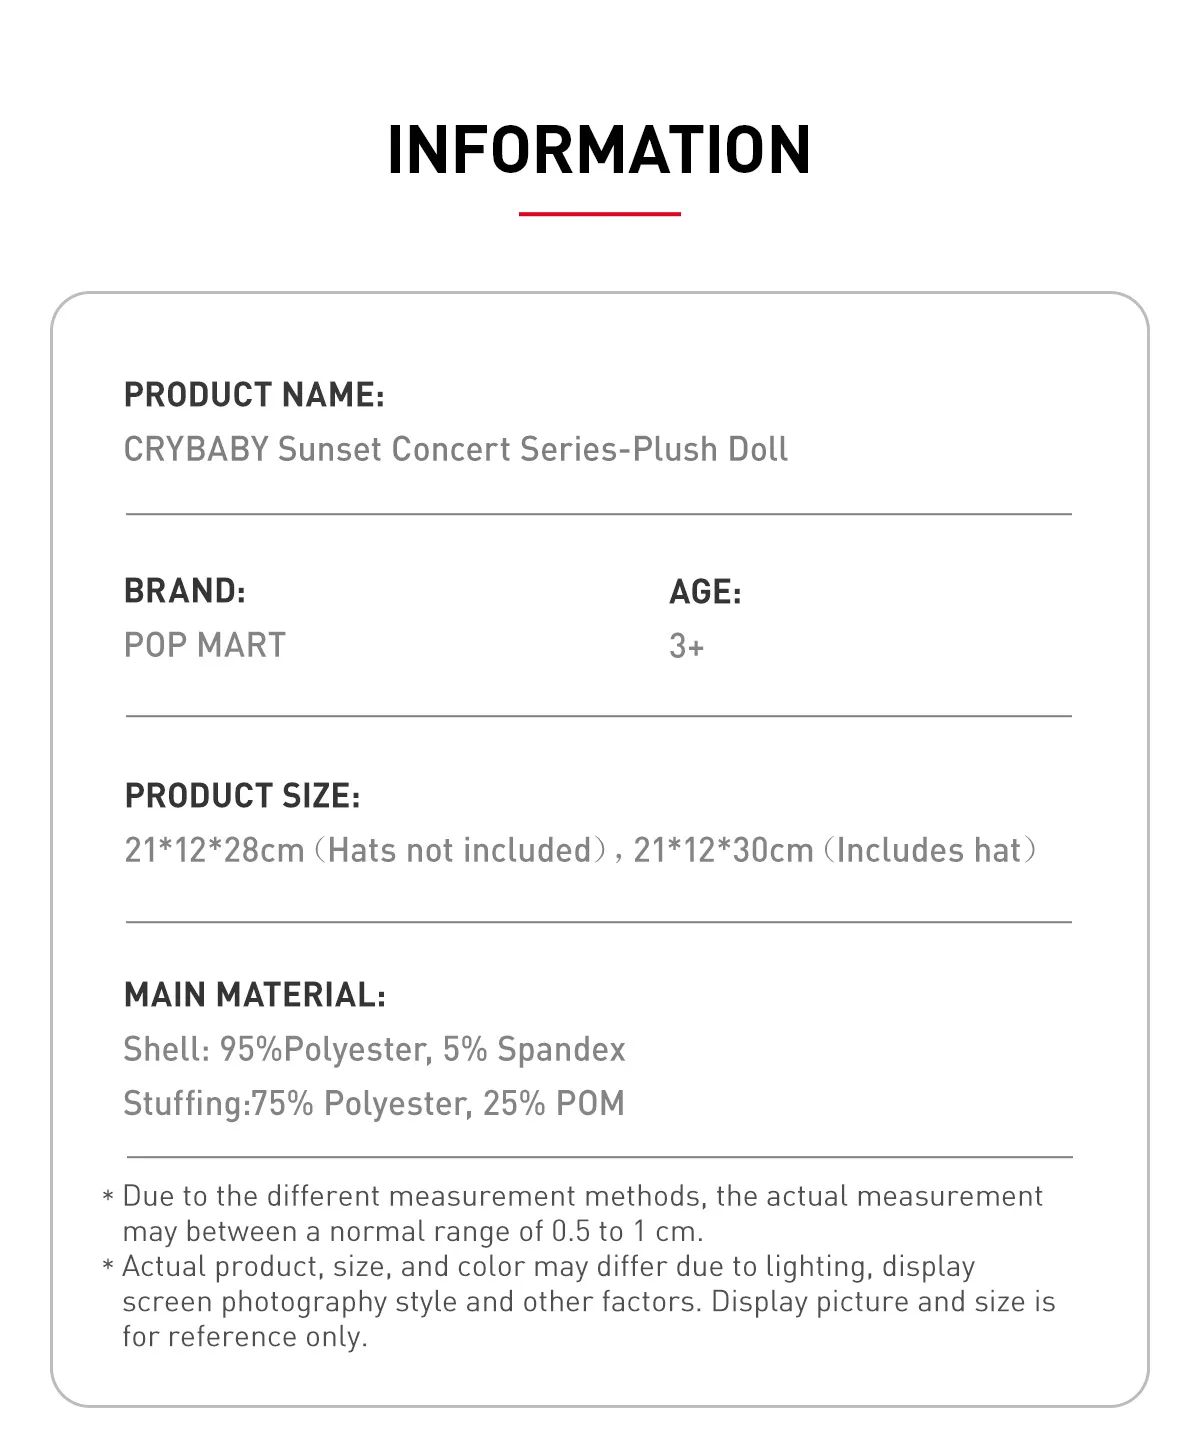 INFORMATION
PRODUCT NAME:
CRYBABY Sunset Concert Series-Plush Doll
BRAND:
POP MART
AGE:
3+
PRODUCT SIZE:
21*12*28cm（Hats not included），21*12*30cm（Includes hat）
MAIN MATERIAL:
Shell: 95%Polyester, 5% Spandex
Stuffing:75% Polyester, 25% POM
* Due to the different measurement methods, the actual measurement
may between a normal range of 0.5 to 1 cm.
* Actual product, size, and color may differ due to lighting, display
screen photography style and other factors. Display picture and size is
for reference only.